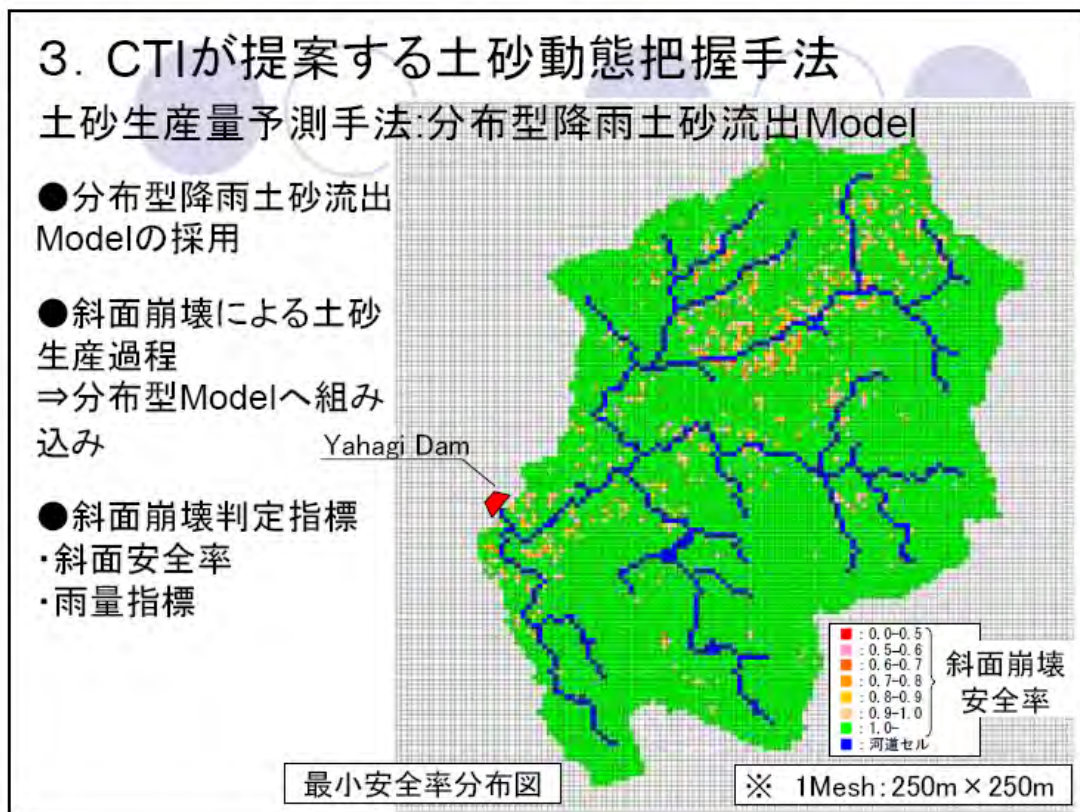 3. CTIが提案する土砂動態把握手法
土砂生産量予測手法:分布型降雨土砂流出Model
●分布型降雨土砂流出
Modelの採用
●斜面崩壊による土砂
生産過程
⇒分布型Modelへ組み
込み
●斜面崩壊判定指標
・斜面安全率
・雨量指標
Yahagi Dam
: 0.0-0.5
: 0.5-0.6
: 0.6-0.7
: 0.7-0.8
: 0.8-0.9
: 0.9-1.0
: 1.0-
: 河道セル
斜面崩壊
安全率
最小安全率分布図
※ 1Mesh:250m×250m